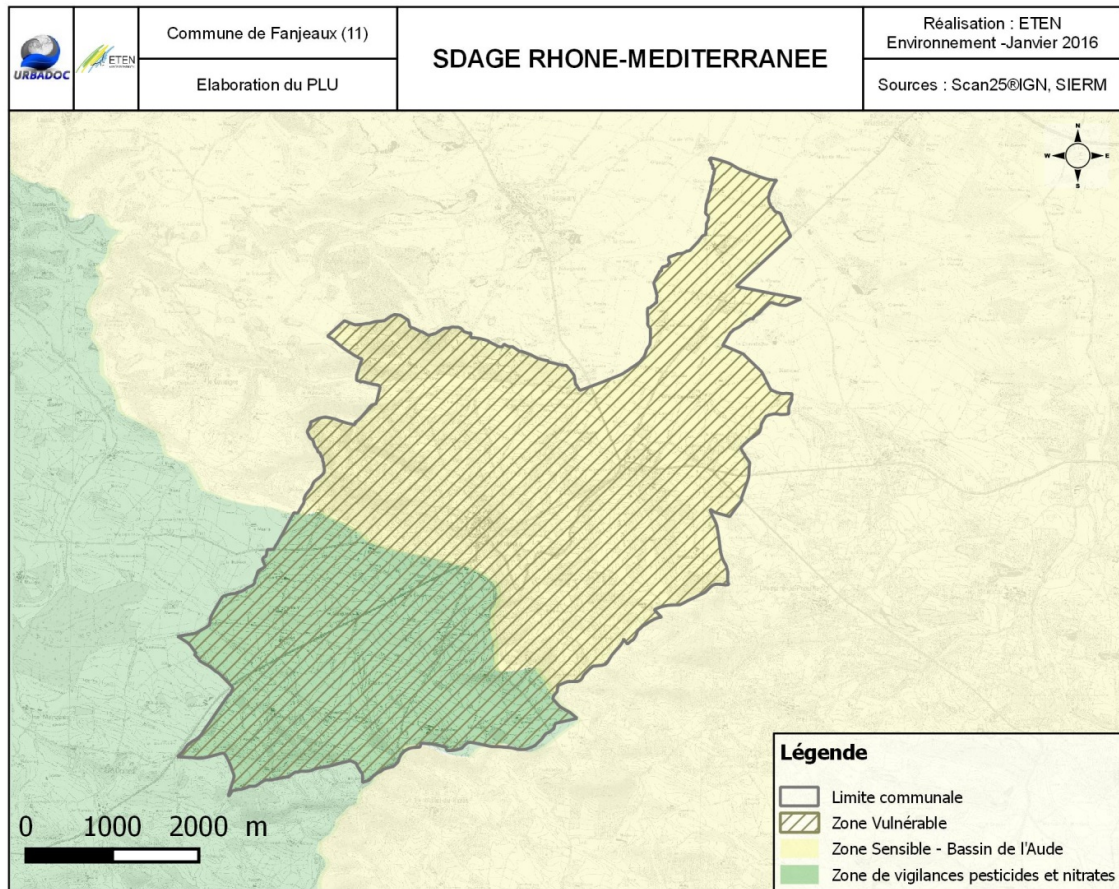 URBADOC
ETEN
Commune de Fanjeaux (11)
Elaboration du PLU
SDAGE RHONE-MEDITERRANEE
Réalisation : ETEN
Environnement -Janvier 2016
Sources : Scan25®IGN, SIERM
N
W
E
S
0 1000 2000 m
Légende
Limite communale
Zone Vulnérable
Zone Sensible - Bassin de l'Aude
Zone de vigilances pesticides et nitrates